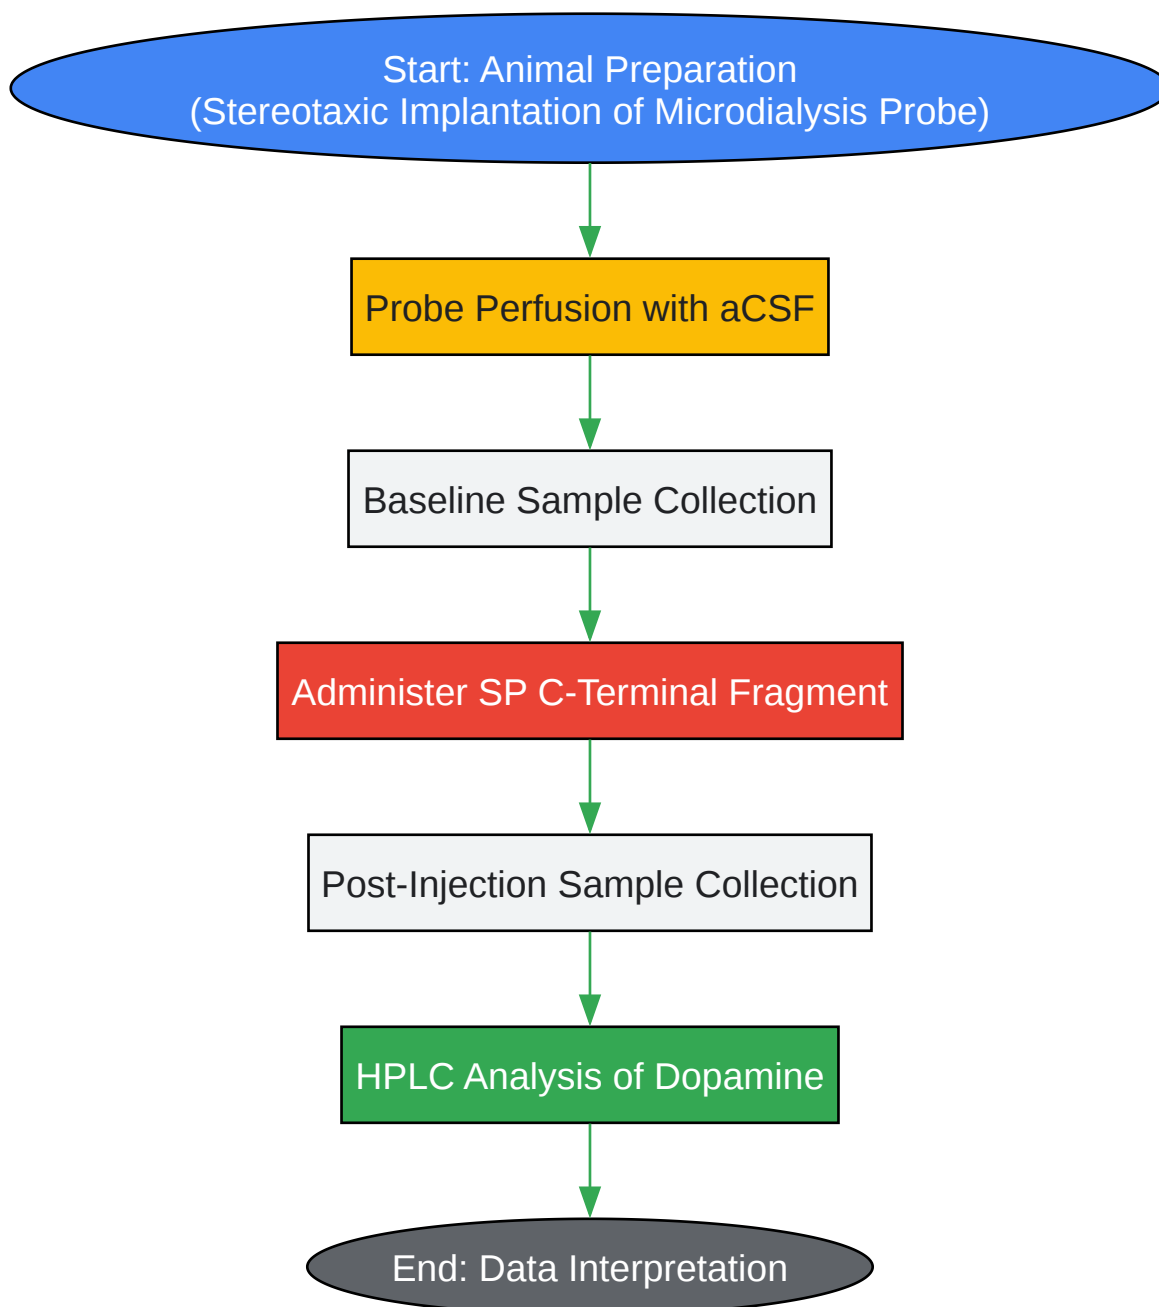 Start: Animal Preparation
(Stereotaxic Implantation of Microdialysis Probe)
Probe Perfusion with aCSF
Baseline Sample Collection
Administer SP C-Terminal Fragment
Post-Injection Sample Collection
HPLC Analysis of Dopamine
End: Data Interpretation